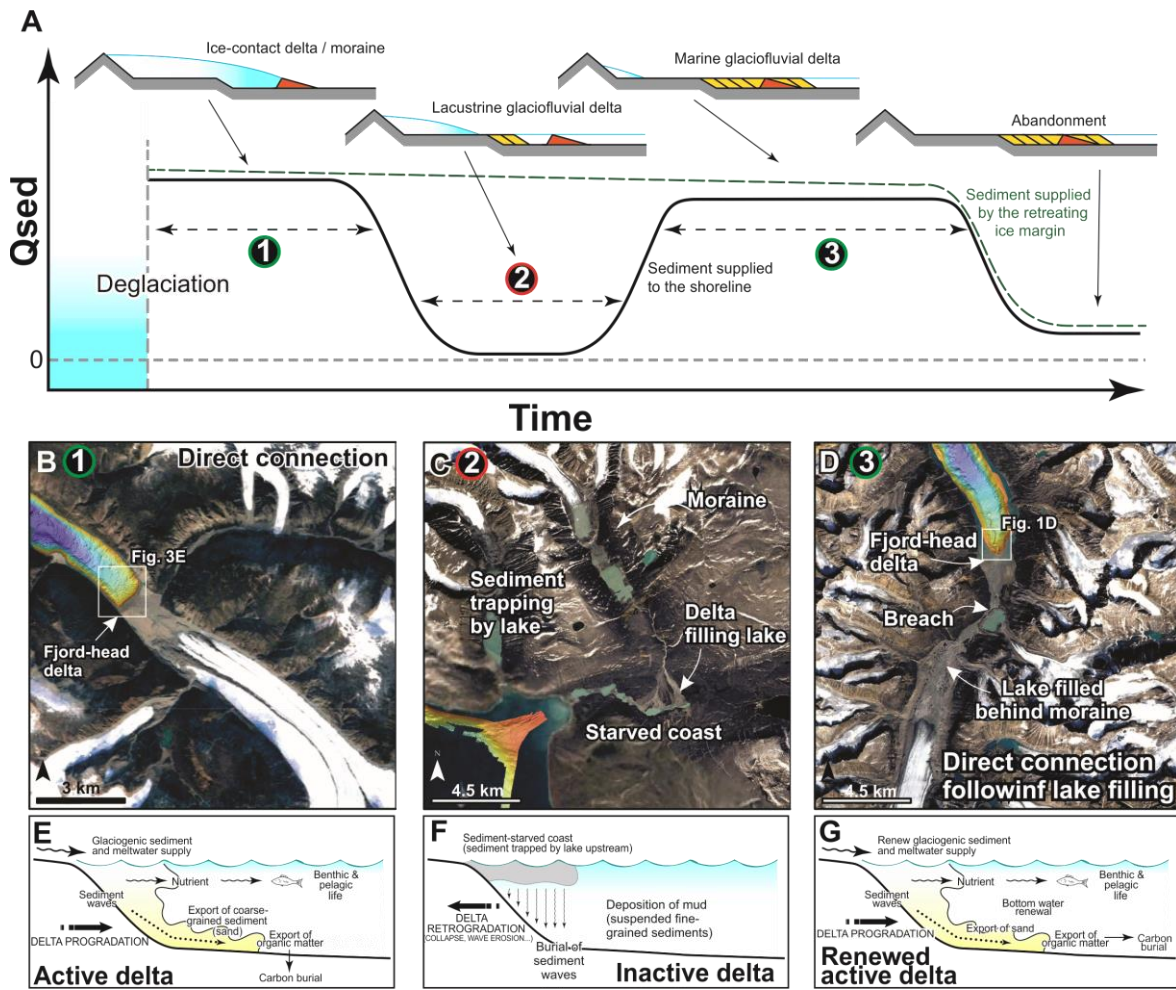 A
Ice-contact delta / moraine
Marine glaciofluvial delta
Lacustrine glaciofluvial delta
Abandonment
Qsed
Sediment supplied
by the retreating
ice margin
1
2
3
Sediment supplied
to the shoreline
Deglaciation
0
Time
B 1 Direct connection
Fig. 3E
Fjord-head
delta
3 km
C 2
Moraine
Sediment
trapping
by lake
Delta
filling lake
Starved coast
N
4.5 km
D 3
Fig. 1D
Fjord-head
delta
Breach
Lake filled
behind moraine
Direct connection
followinf lake filling
4.5 km
E
Glaciogenic sediment
and meltwater supply
Nutrient
Benthic &
pelagic
life
Sediment
waves
Export of coarse-
grained sediment
(sand)
DELTA PROGRADATION
Export of
organic matter
Carbon burial
Active delta
F
Sediment-starved coast
(sediment trapped by lake upstream)
Deposition of mud
(suspended fine-
grained sediments)
DELTA
RETROGRADATION
(COLLAPSE, WAVE EROSION...)
Burial of
sediment
waves
Inactive delta
G
Renew glaciogenic sediment
and meltwater supply
Nutrient
Benthic &
pelagic
life
Sediment
waves
Bottom water
renewal
Export of sand
DELTA PROGRADATION
Export of
organic matter
Carbon
burial
Renewed
active delta